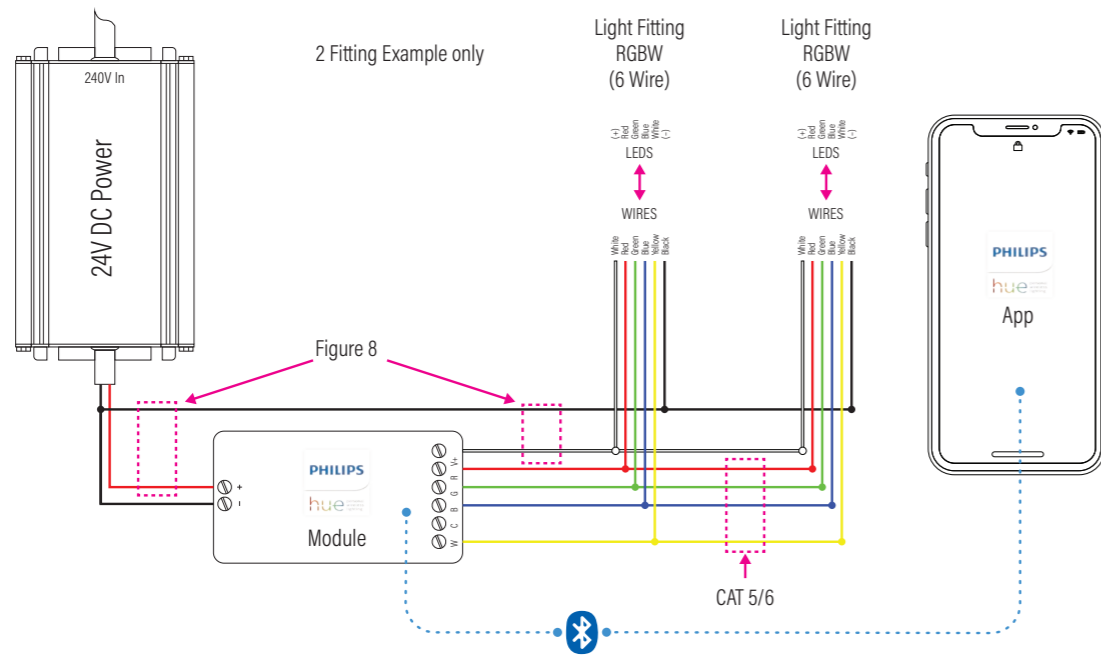 240V In
24V DC Power
2 Fitting Example only
Light Fitting
RGBW
(6 Wire)
(+)
Red
Green
Blue
White
(-)
LEDS
WIRES
White
Red
Green
Blue
Yellow
Black
Light Fitting
RGBW
(6 Wire)
(+)
Red
Green
Blue
White
(-)
LEDS
WIRES
White
Red
Green
Blue
Yellow
Black
PHILIPS
hue
App
Figure 8
PHILIPS
hue
Module
+
-
V+
R
G
B
C
W
CAT 5/6